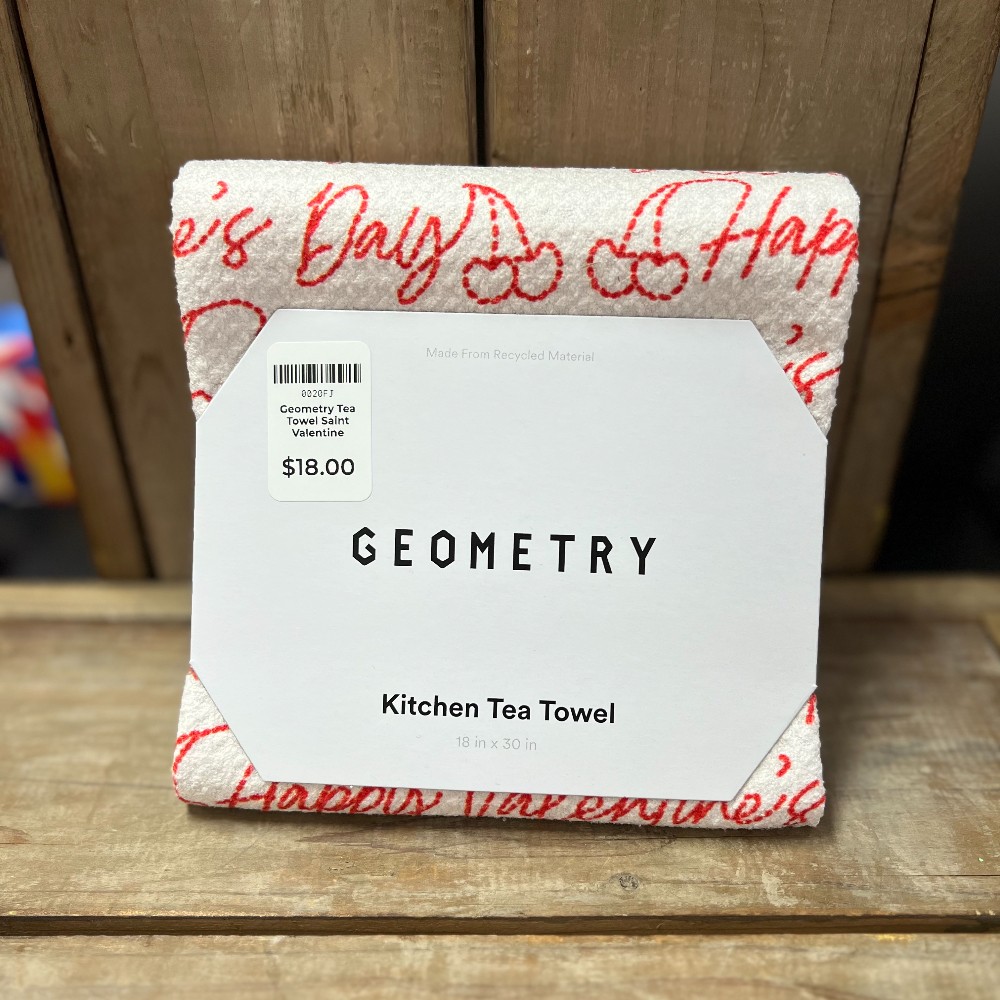 e's Day Happ
Made From Recycled Material
0020FJ
Geometry Tea
Towel Saint
Valentine
$18.00
's
GEOMETRY
Kitchen Tea Towel
18 in x 30 in
Happy Valentine's